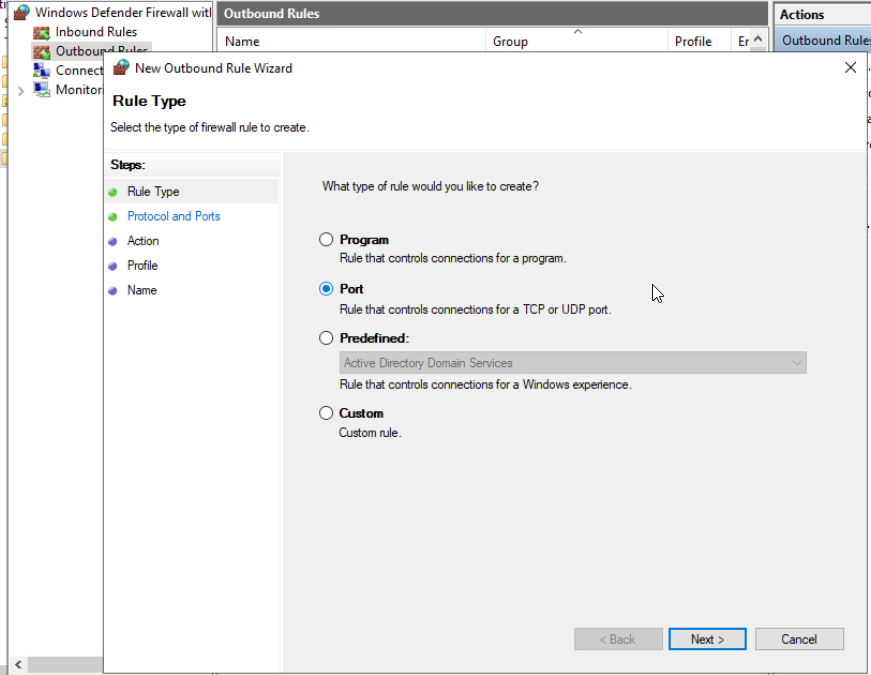 Windows Defender Firewall witl
Outbound Rules
Actions
Inbound Rules
Outbound Rules
Name
Group
Profile
Er
Outbound Rules
Connect
Monitori
New Outbound Rule Wizard
Rule Type
Select the type of firewall rule to create.
Steps:
Rule Type
Protocol and Ports
Action
Profile
Name
What type of rule would you like to create?
Program
Rule that controls connections for a program.
Port
Rule that controls connections for a TCP or UDP port.
Predefined:
Active Directory Domain Services
Rule that controls connections for a Windows experience.
Custom
Custom rule.
< Back
Next >
Cancel